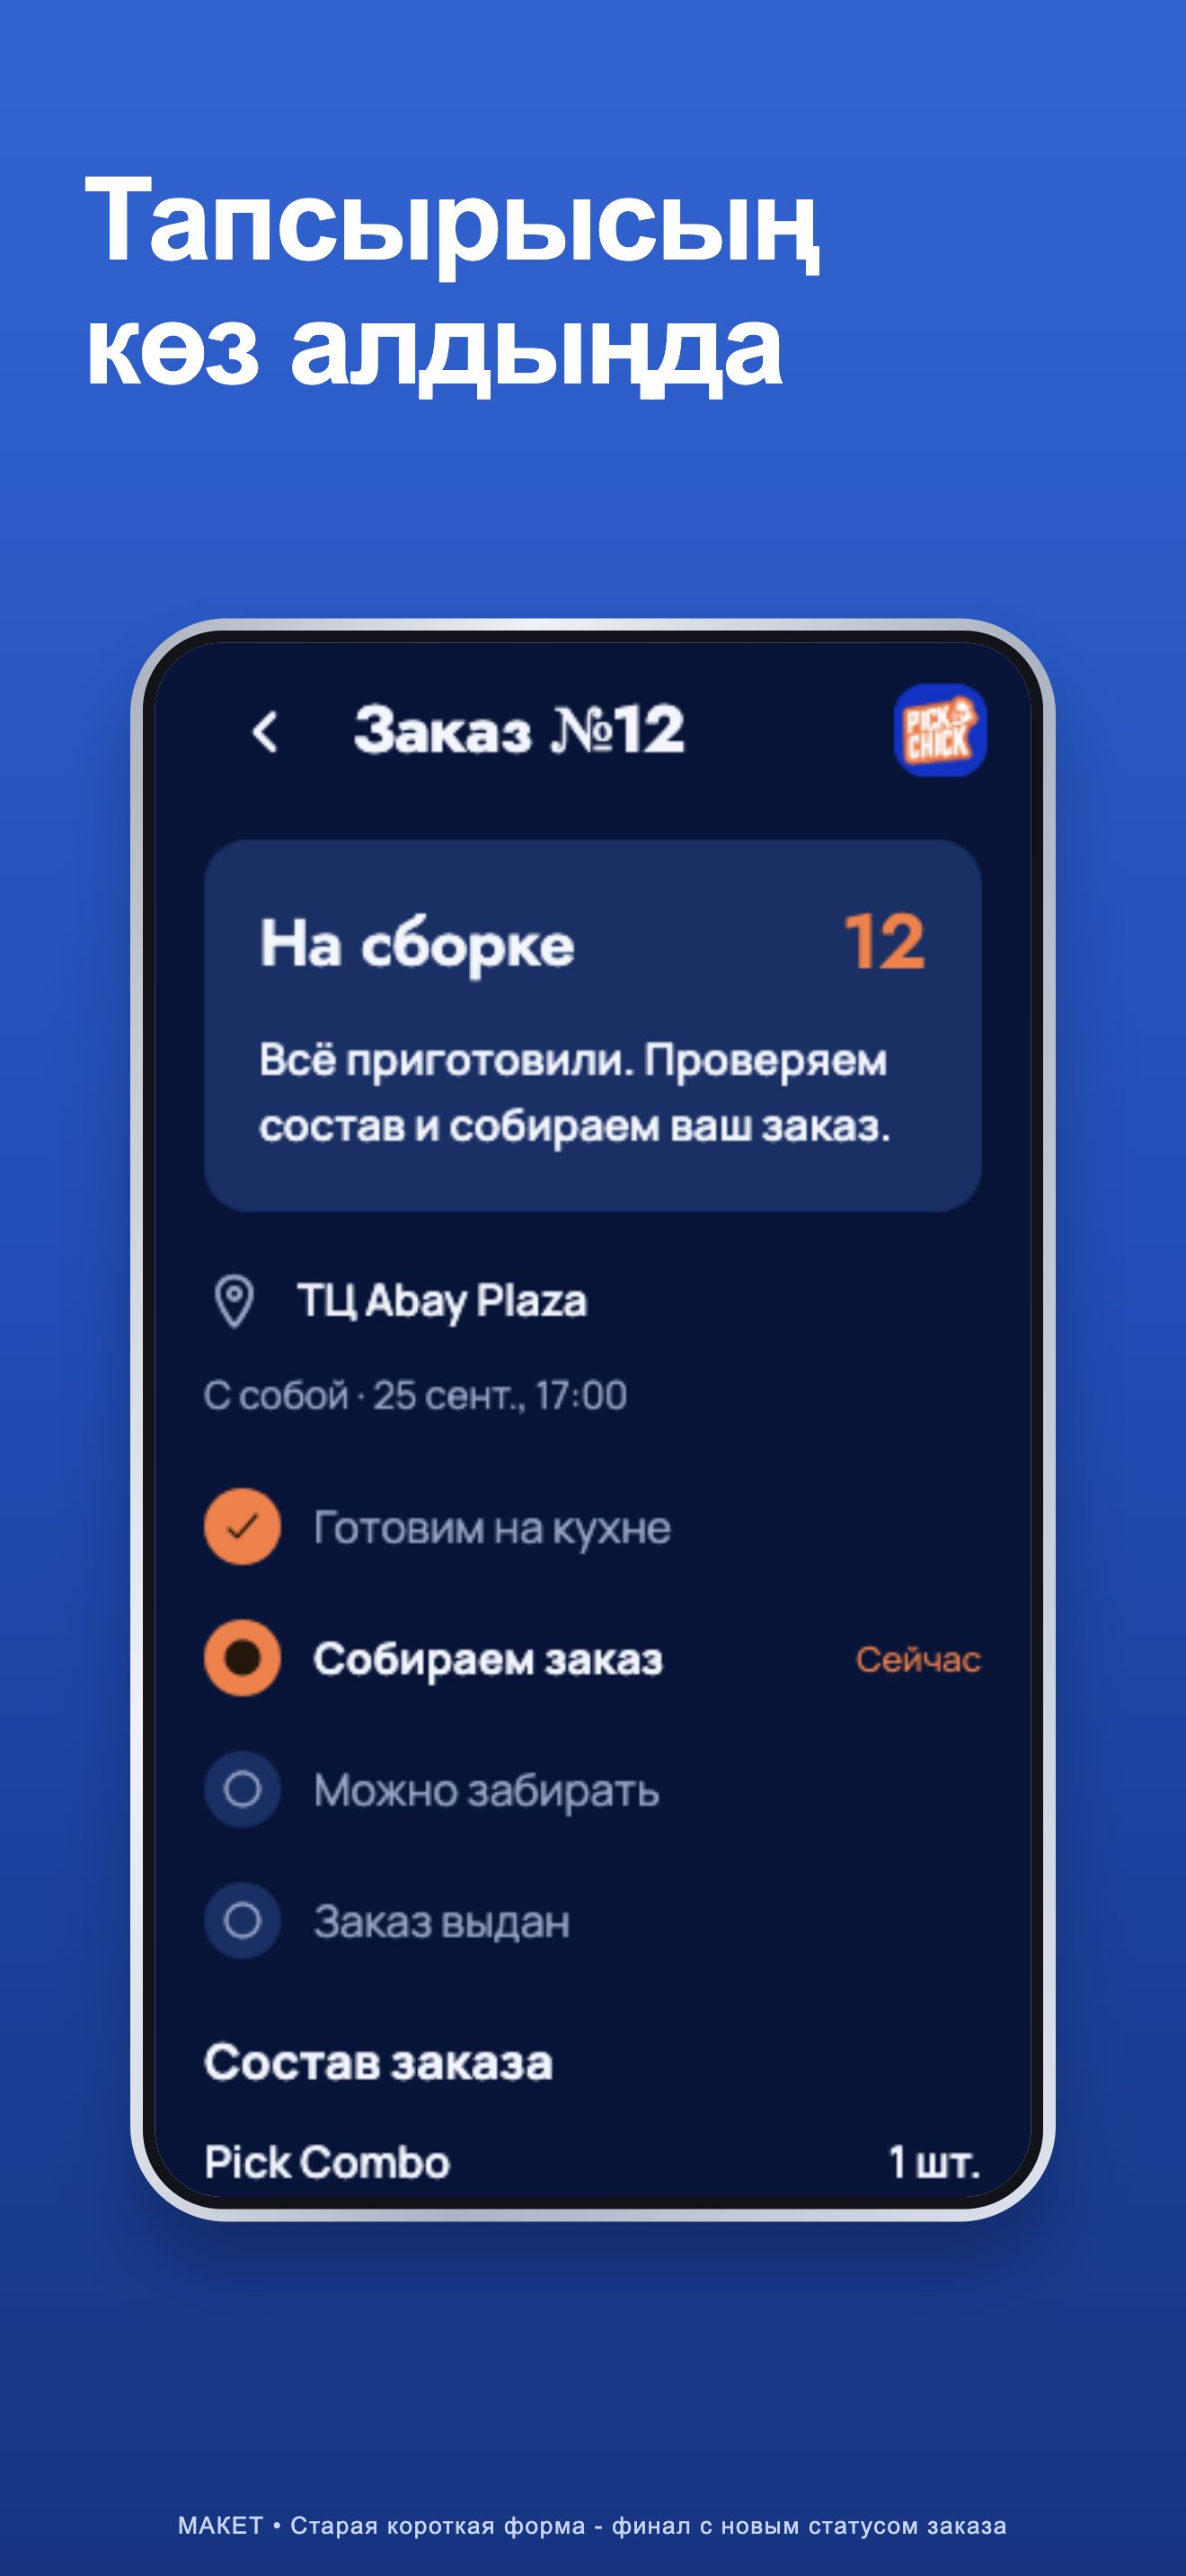 Тапсырысың
көз алдыңда
Заказ №12
PICK
CHICK
На сборке
12
Всё приготовили. Проверяем
состав и собираем ваш заказ.
ТЦ Abay Plaza
С собой · 25 сент., 17:00
Готовим на кухне
Собираем заказ
Сейчас
Можно забирать
Заказ выдан
Состав заказа
Pick Combo
1 шт.
МАКЕТ • Старая короткая форма - финал с новым статусом заказа